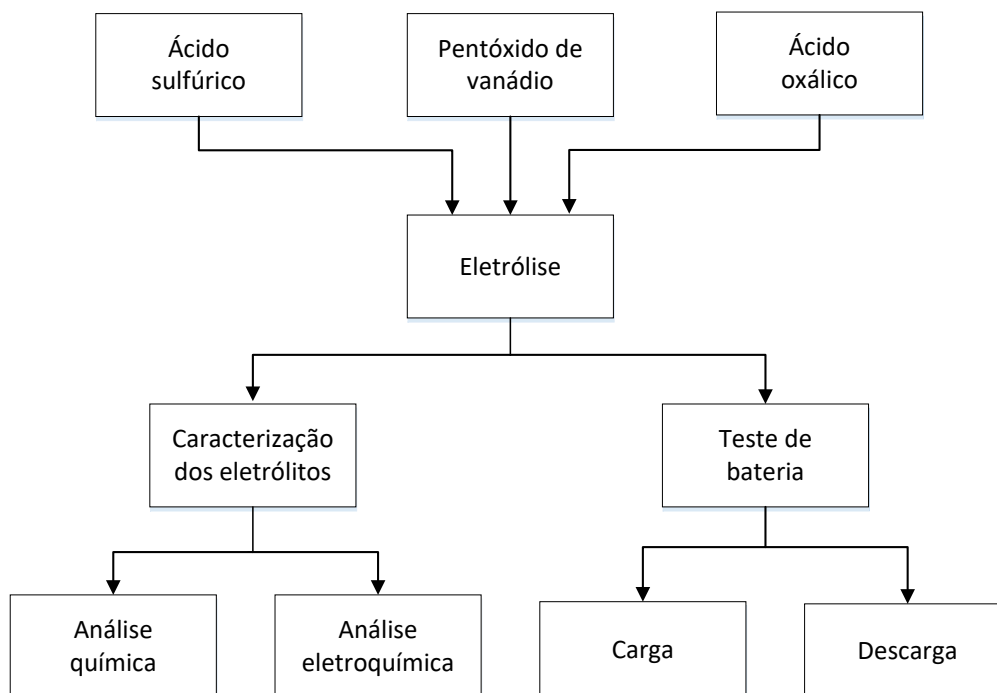 Ácido
sulfúrico
Pentóxido de
vanádio
Ácido
oxálico
Eletrólise
Caracterização
dos eletrólitos
Teste de
bateria
Análise
química
Análise
eletroquímica
Carga
Descarga